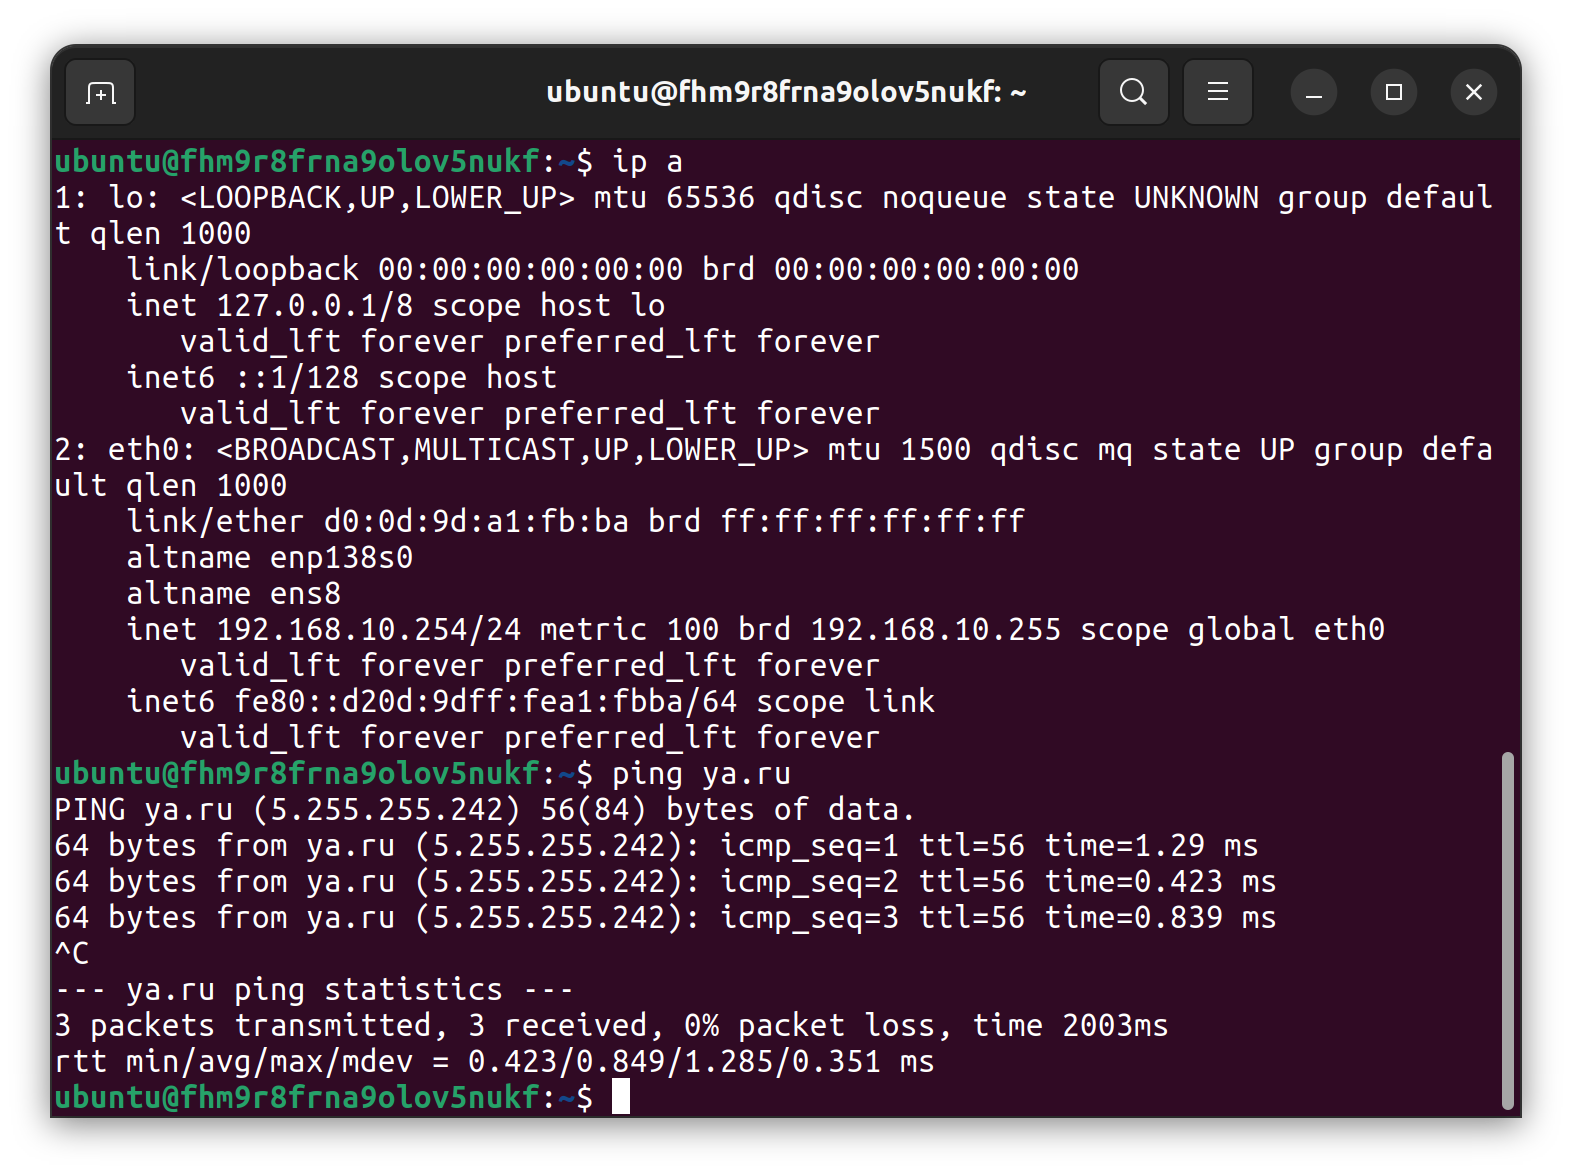 ubuntu@fhm9r8frna9olov5nukf: ~
ubuntu@fhm9r8frna9olov5nukf:~$ ip a
1: lo: <LOOPBACK,UP,LOWER_UP> mtu 65536 qdisc noqueue state UNKNOWN group defaul
t qlen 1000
    link/loopback 00:00:00:00:00:00 brd 00:00:00:00:00:00
    inet 127.0.0.1/8 scope host lo
       valid_lft forever preferred_lft forever
    inet6 ::1/128 scope host
       valid_lft forever preferred_lft forever
2: eth0: <BROADCAST,MULTICAST,UP,LOWER_UP> mtu 1500 qdisc mq state UP group defa
ult qlen 1000
    link/ether d0:0d:9d:a1:fb:ba brd ff:ff:ff:ff:ff:ff
    altname enp138s0
    altname ens8
    inet 192.168.10.254/24 metric 100 brd 192.168.10.255 scope global eth0
       valid_lft forever preferred_lft forever
    inet6 fe80::d20d:9dff:fea1:fbba/64 scope link
       valid_lft forever preferred_lft forever
ubuntu@fhm9r8frna9olov5nukf:~$ ping ya.ru
PING ya.ru (5.255.255.242) 56(84) bytes of data.
64 bytes from ya.ru (5.255.255.242): icmp_seq=1 ttl=56 time=1.29 ms
64 bytes from ya.ru (5.255.255.242): icmp_seq=2 ttl=56 time=0.423 ms
64 bytes from ya.ru (5.255.255.242): icmp_seq=3 ttl=56 time=0.839 ms
^C
--- ya.ru ping statistics ---
3 packets transmitted, 3 received, 0% packet loss, time 2003ms
rtt min/avg/max/mdev = 0.423/0.849/1.285/0.351 ms
ubuntu@fhm9r8frna9olov5nukf:~$